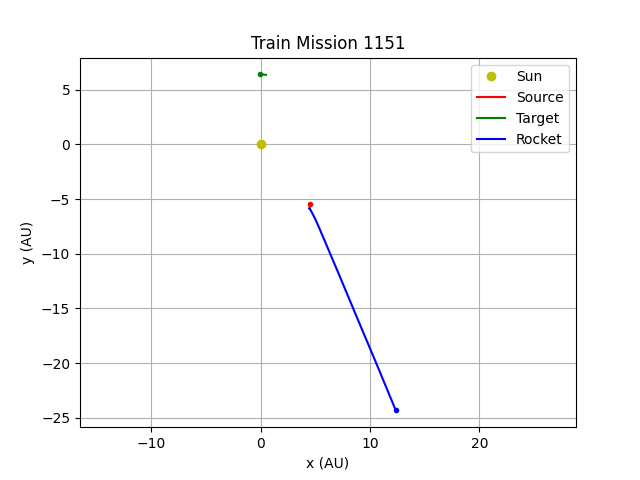 Train Mission 1151
Sun
Source
Target
Rocket
5
0
−5
−10
−15
−20
−25
y (AU)
−10
0
10
20
x (AU)